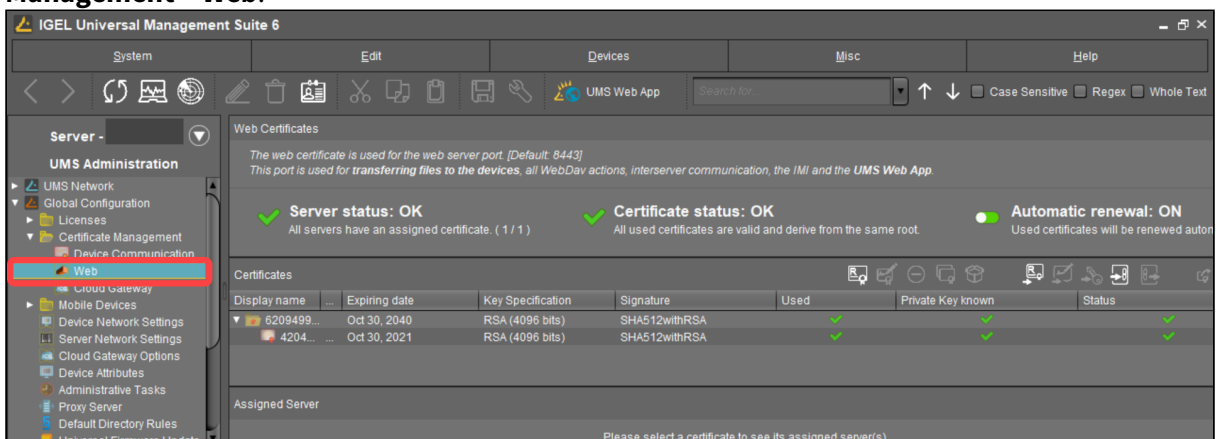 IGEL Universal Management Suite 6
System Edit Devices Misc Help
UMS Web App Search for... Case Sensitive Regex Whole Text
Server -
UMS Administration
UMS Network
Global Configuration
Licenses
Certificate Management
Device Communication
Web
Cloud Gateway
Mobile Devices
Device Network Settings
Server Network Settings
Cloud Gateway Options
Device Attributes
Administrative Tasks
Proxy Server
Default Directory Rules
Universal Firmware Update
Web Certificates
The web certificate is used for the web server port. [Default: 8443]
This port is used for transferring files to the devices, all WebDav actions, interserver communication, the IMI and the UMS Web App.
Server status: OK
All servers have an assigned certificate. ( 1 / 1 )
Certificate status: OK
All used certificates are valid and derive from the same root.
Automatic renewal: ON
Used certificates will be renewed auton
Certificates
Display name ... Expiring date Key Specification Signature Used Private Key known Status
6209499... Oct 30, 2040 RSA (4096 bits) SHA512withRSA
4204... ... Oct 30, 2021 RSA (4096 bits) SHA512withRSA
Assigned Server
Please select a certificate to see its assigned server(s)